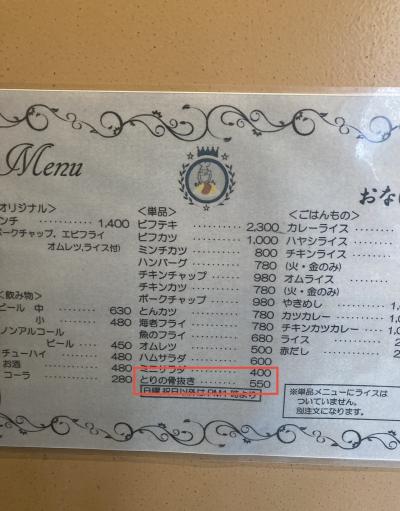 Menu
オリジナル>
ンチ ………… 1,400
ポークチャップ、エビフライ
オムレツ,ライス付)
<飲み物>
ビール 中 630
小 480
ノンアルコール
ビール … 450
チューハイ 480
お酒 ……… 480
コーラ …… 280
<単品>
ビフテキ ………… 2,300
ビフカツ ………… 1,000
ミンチカツ ……… 800
ハンバーグ ……… 780
チキンチャップ … 980
チキンカツ ……… 780
ポークチャップ … 980
とんかつ ………… 780
海老フライ ……… 780
魚のフライ ……… 680
オムレツ ………… 500
ハムサラダ ……… 600
ミニサラダ ……… 400
とりの骨抜き …… 550
おな
<ごはんもの>
カレーライス ………
ハヤシライス ………
チキンライス ………
(火・金のみ)
オムライス …………
(火・金のみ)
やきめし …………… 1,
カツカレー ………… 1,
チキンカツカレー … 1,
ライス ……………… 2
赤だし ………………
※単品メニューにライスは
ついていません。
別注文になります。